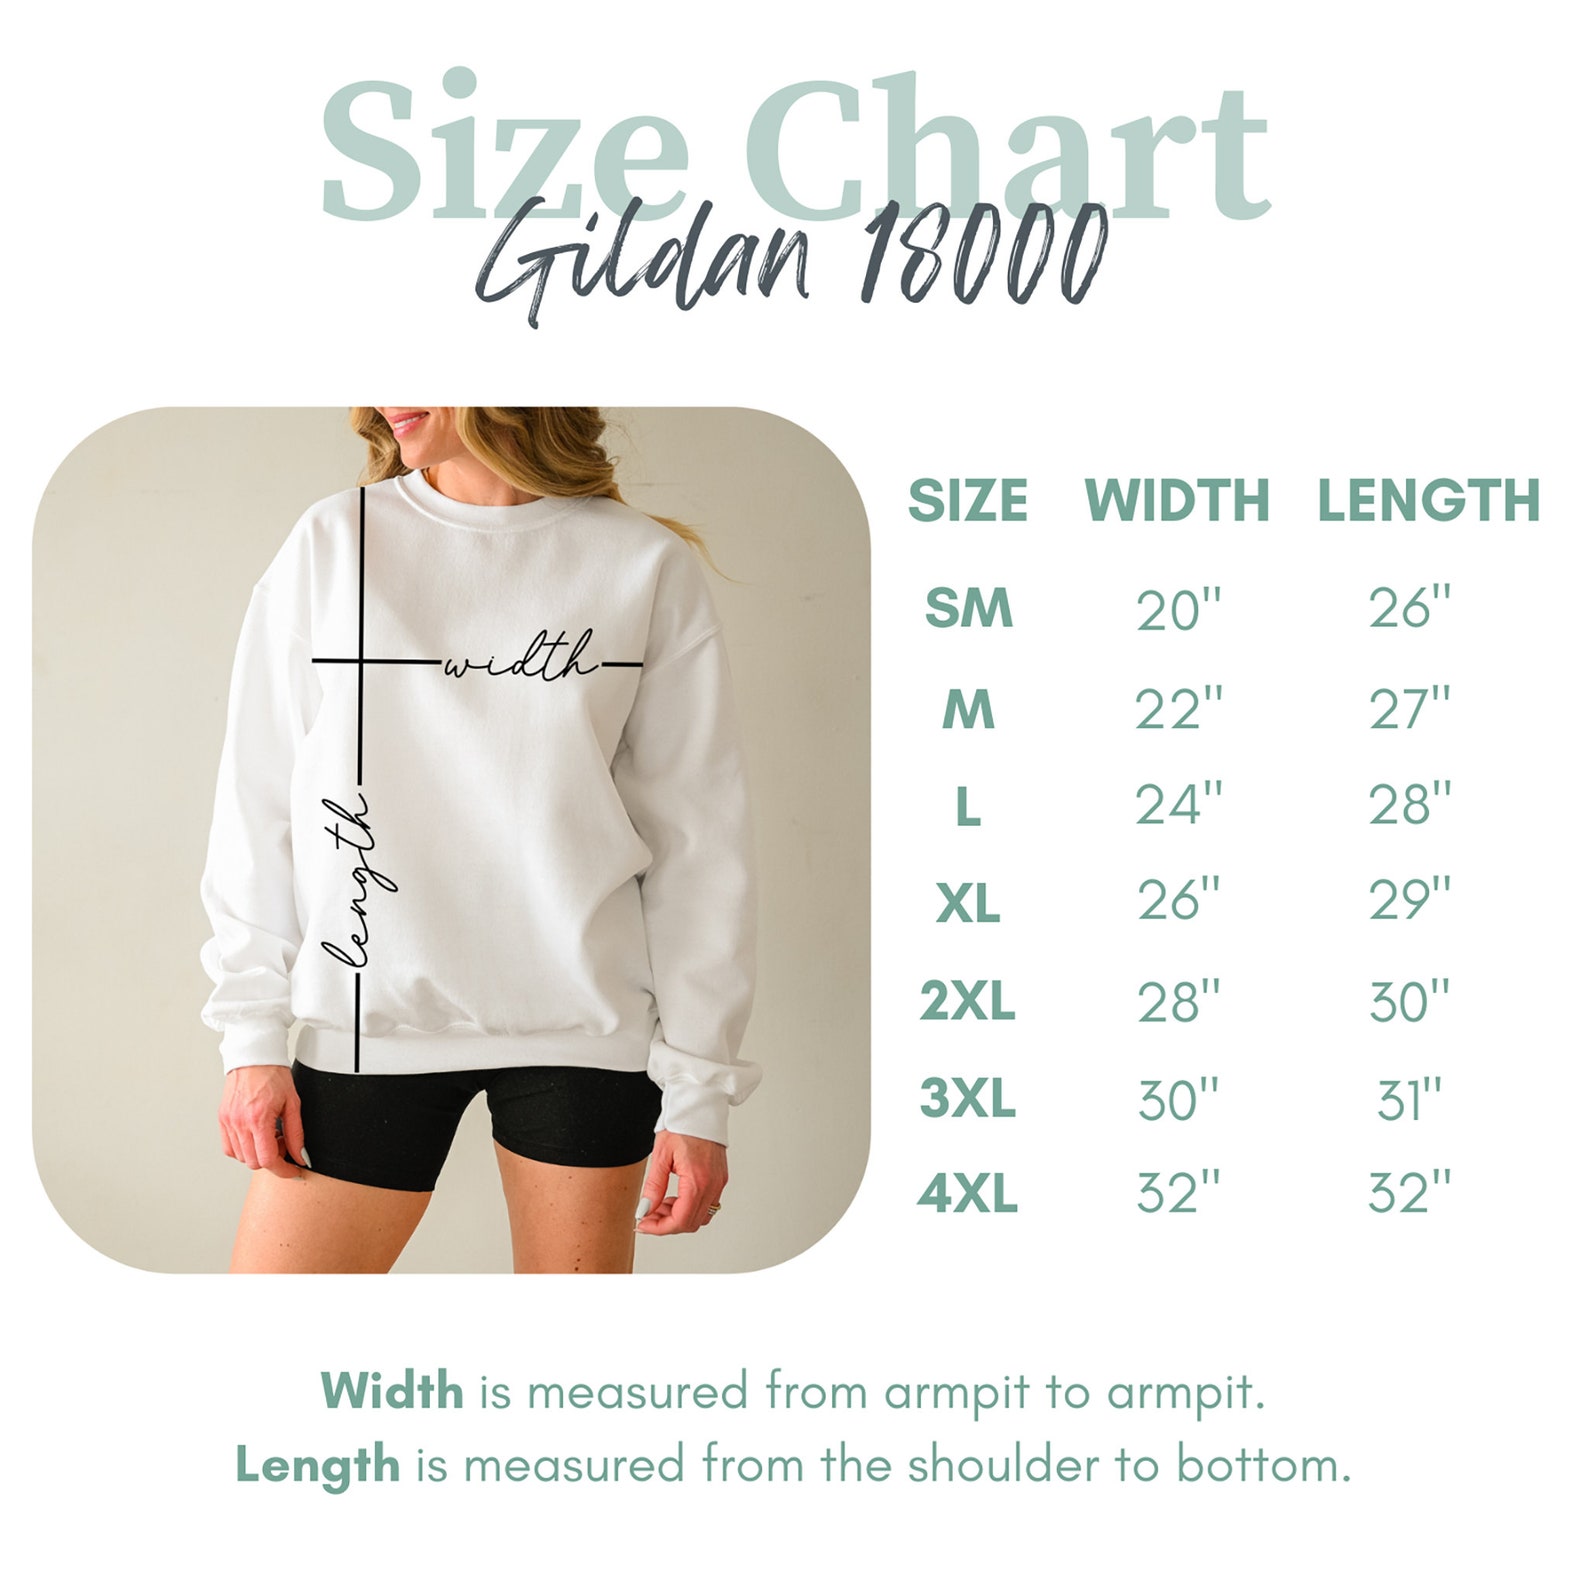 Size Chart
Gildan 18000
width
length
SIZE WIDTH LENGTH
SM 20" 26"
M 22" 27"
L 24" 28"
XL 26" 29"
2XL 28" 30"
3XL 30" 31"
4XL 32" 32"
Width is measured from armpit to armpit.
Length is measured from the shoulder to bottom.